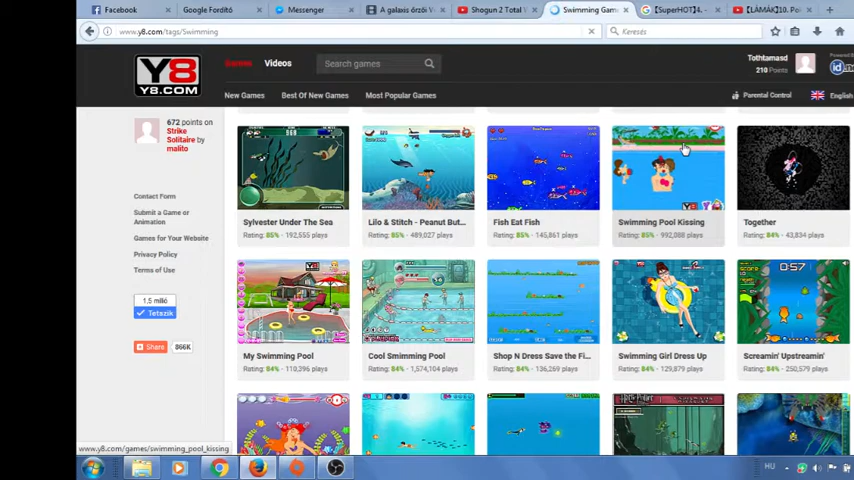 Facebook
Google Fordító
Messenger
A galaxis őrzői V
Shogun 2 Total
Swimming Gam
【SuperHOT】4. -
【LÁMÁK】10. Po
www.y8.com/tags/Swimming
Keresés
Y8
Y8.COM
Games
Videos
Search games
Tothtamasd
210 Points
Powered by
id
New Games
Best Of New Games
Most Popular Games
Parental Control
English
672 points on
Strike
Solitaire by
malito
Contact Form
Submit a Game or
Animation
Games for Your Website
Privacy Policy
Terms of Use
1,5 millió
Tetszik
Share
866K
Sylvester Under The Sea
Rating: 85% · 192,555 plays
Lilo & Stitch - Peanut But...
Rating: 85% · 489,027 plays
Fish Eat Fish
Rating: 85% · 145,861 plays
Swimming Pool Kissing
Rating: 85% · 992,088 plays
Together
Rating: 84% · 43,834 plays
0:57
My Swimming Pool
Rating: 84% · 110,396 plays
Cool Smimming Pool
Rating: 84% · 1,574,104 plays
Shop N Dress Save the Fi...
Rating: 84% · 136,269 plays
Swimming Girl Dress Up
Rating: 84% · 129,879 plays
Screamin' Upstreamin'
Rating: 84% · 250,579 plays
www.y8.com/games/swimming_pool_kissing
HU